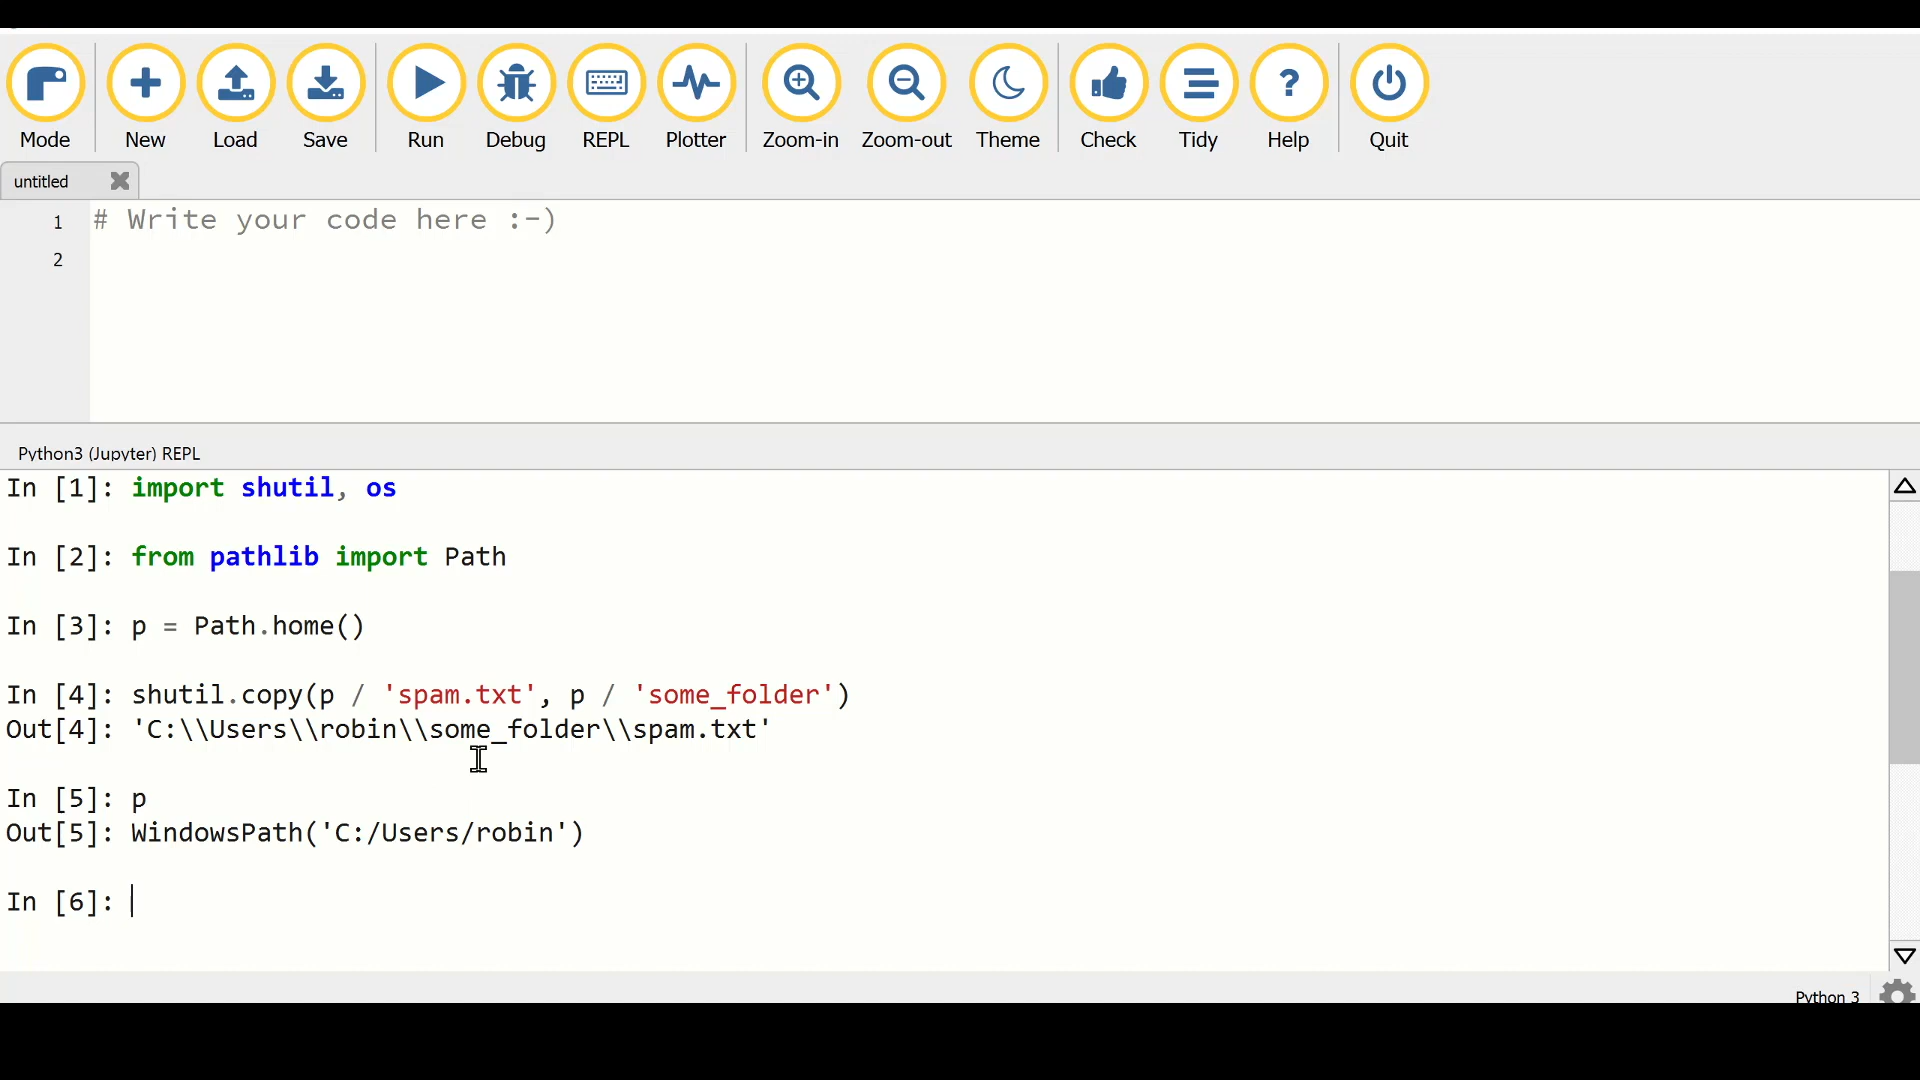 Mode New Load Save Run Debug REPL Plotter Zoom-in Zoom-out Theme Check Tidy Help Quit
untitled
1 # Write your code here :-)
2
Python3 (Jupyter) REPL
In [1]: import shutil, os
In [2]: from pathlib import Path
In [3]: p = Path.home()
In [4]: shutil.copy(p / 'spam.txt', p / 'some_folder')
Out[4]: 'C:\\Users\\robin\\some_folder\\spam.txt'
In [5]: p
Out[5]: WindowsPath('C:/Users/robin')
In [6]:
Python 3